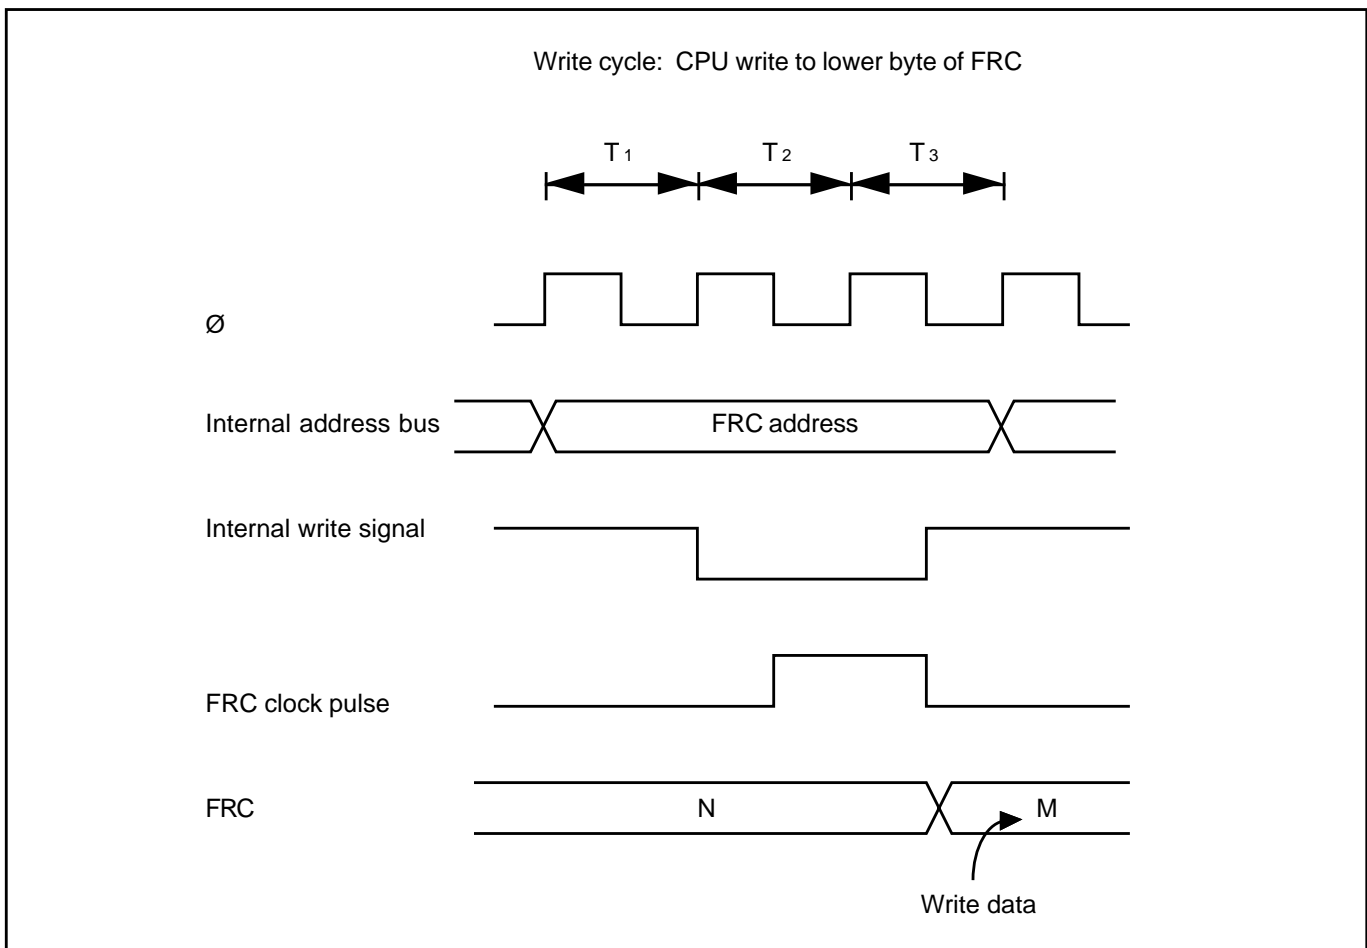 Write cycle: CPU write to lower byte of FRC
T1 T2 T3
Ø
Internal address bus FRC address
Internal write signal
FRC clock pulse
FRC N M
Write data